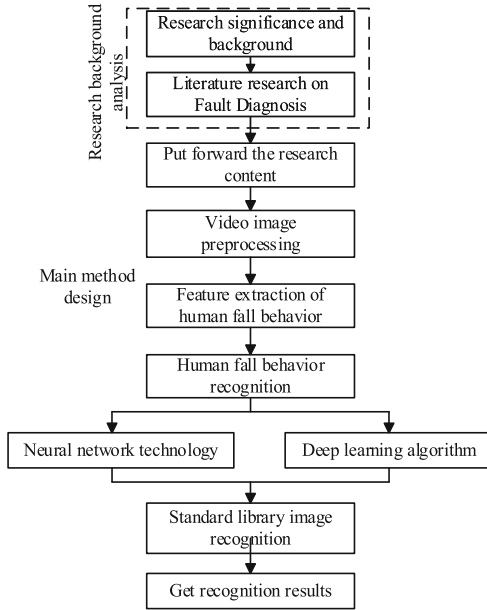 Research significance and
background
Research background
analysis
Literature research on
Fault Diagnosis
Put forward the research
content
Video image
preprocessing
Main method
design
Feature extraction of
human fall behavior
Human fall behavior
recognition
Neural network technology
Deep learning algorithm
Standard library image
recognition
Get recognition results